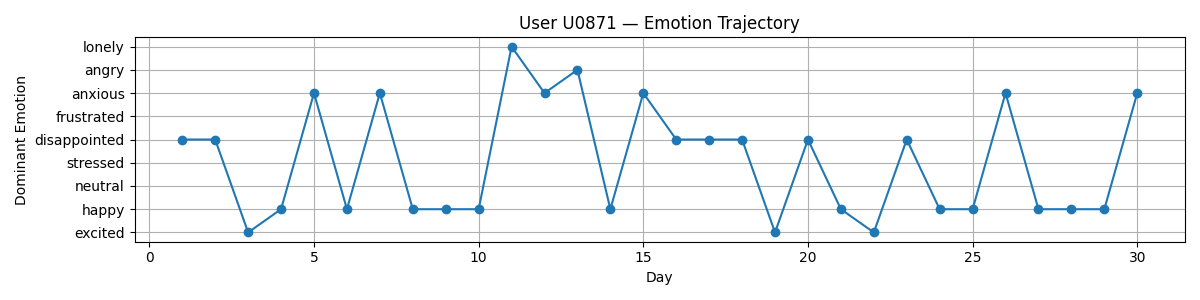 User U0871 — Emotion Trajectory
Dominant Emotion
lonely
angry
anxious
frustrated
disappointed
stressed
neutral
happy
excited
0 5 10 15 20 25 30
Day